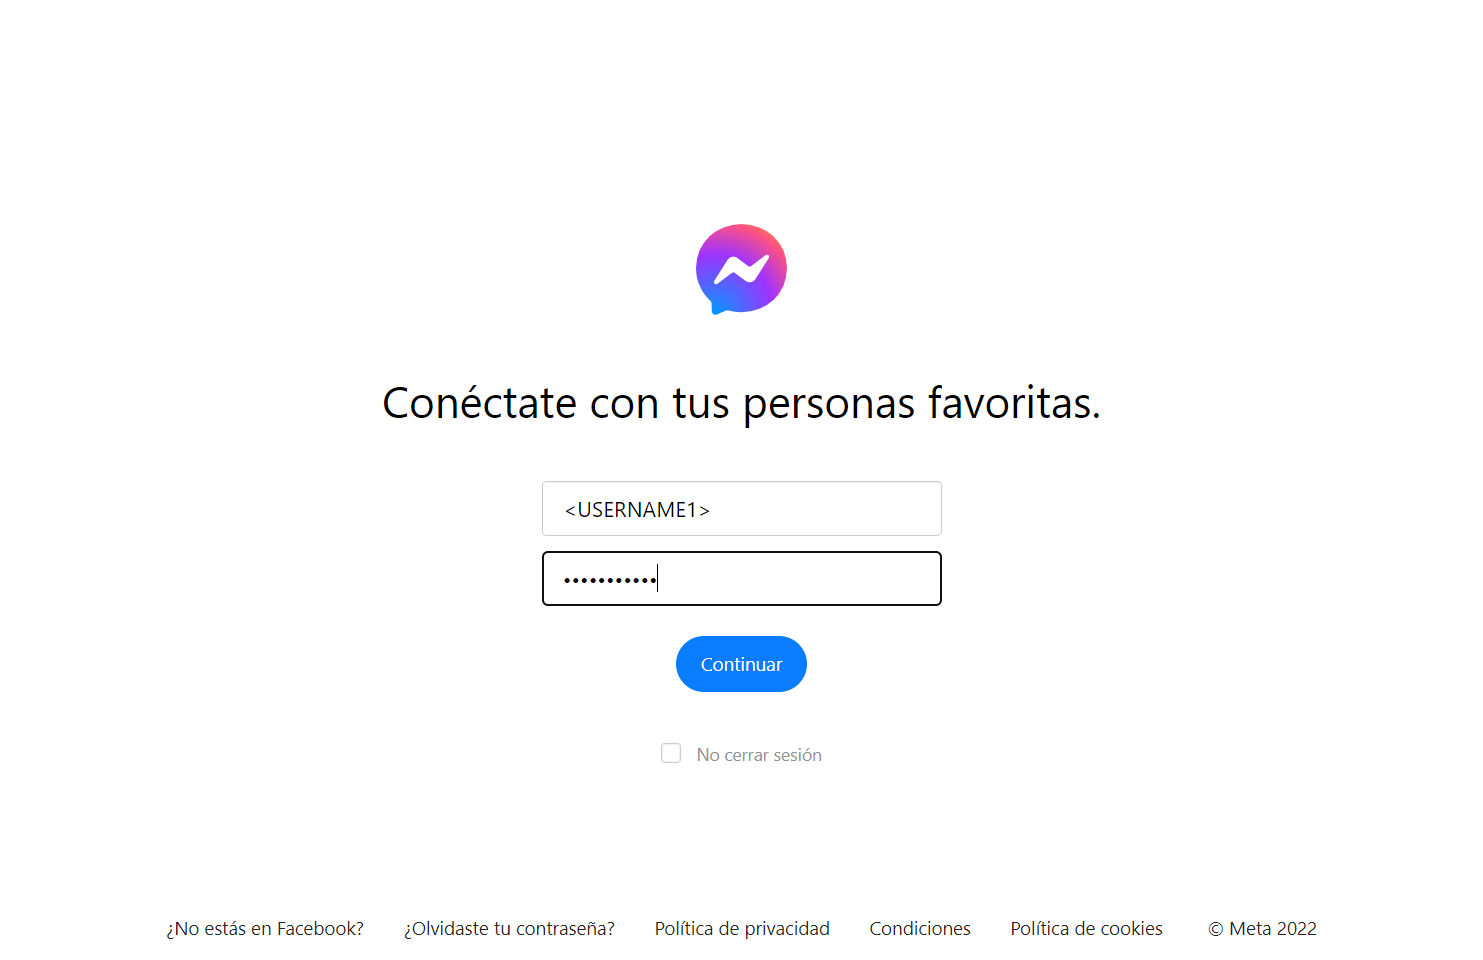 Conéctate con tus personas favoritas.
<USERNAME1>
•••••••••••
Continuar
No cerrar sesión
¿No estás en Facebook? ¿Olvidaste tu contraseña? Política de privacidad Condiciones Política de cookies © Meta 2022